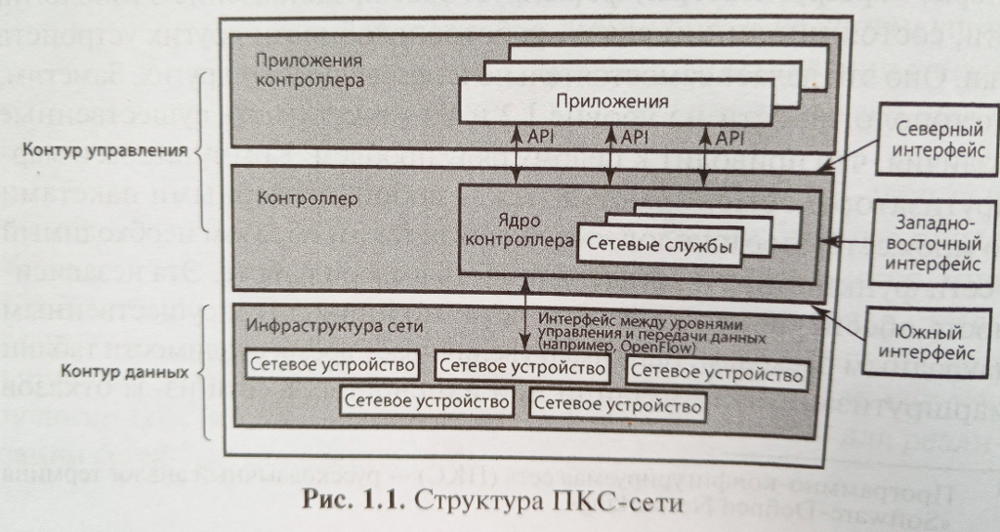 Приложения
контроллера
Приложения
API
API
API
Контур управления
Северный
интерфейс
Контроллер
Ядро
контроллера
Сетевые службы
Западно-
восточный
интерфейс
Инфраструктура сети
Интерфейс между уровнями
управления и передачи данных
(например, OpenFlow)
Южный
интерфейс
Контур данных
Сетевое устройство
Сетевое устройство
Сетевое устройство
Сетевое устройство
Сетевое устройство
Рис. 1.1. Структура ПКС-сети